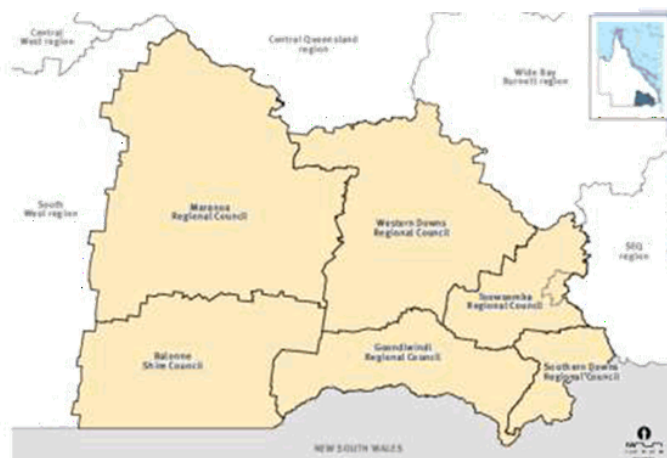 Central
West region
Central Queensland
region
Wide Bay
Burnett region
South
West region
Maranoa
Regional Council
Western Downs
Regional Council
SEQ
region
Toowoomba
Regional Council
Balonne
Shire Council
Goondiwindi
Regional Council
Southern Downs
Regional Council
NEW SOUTH WALES